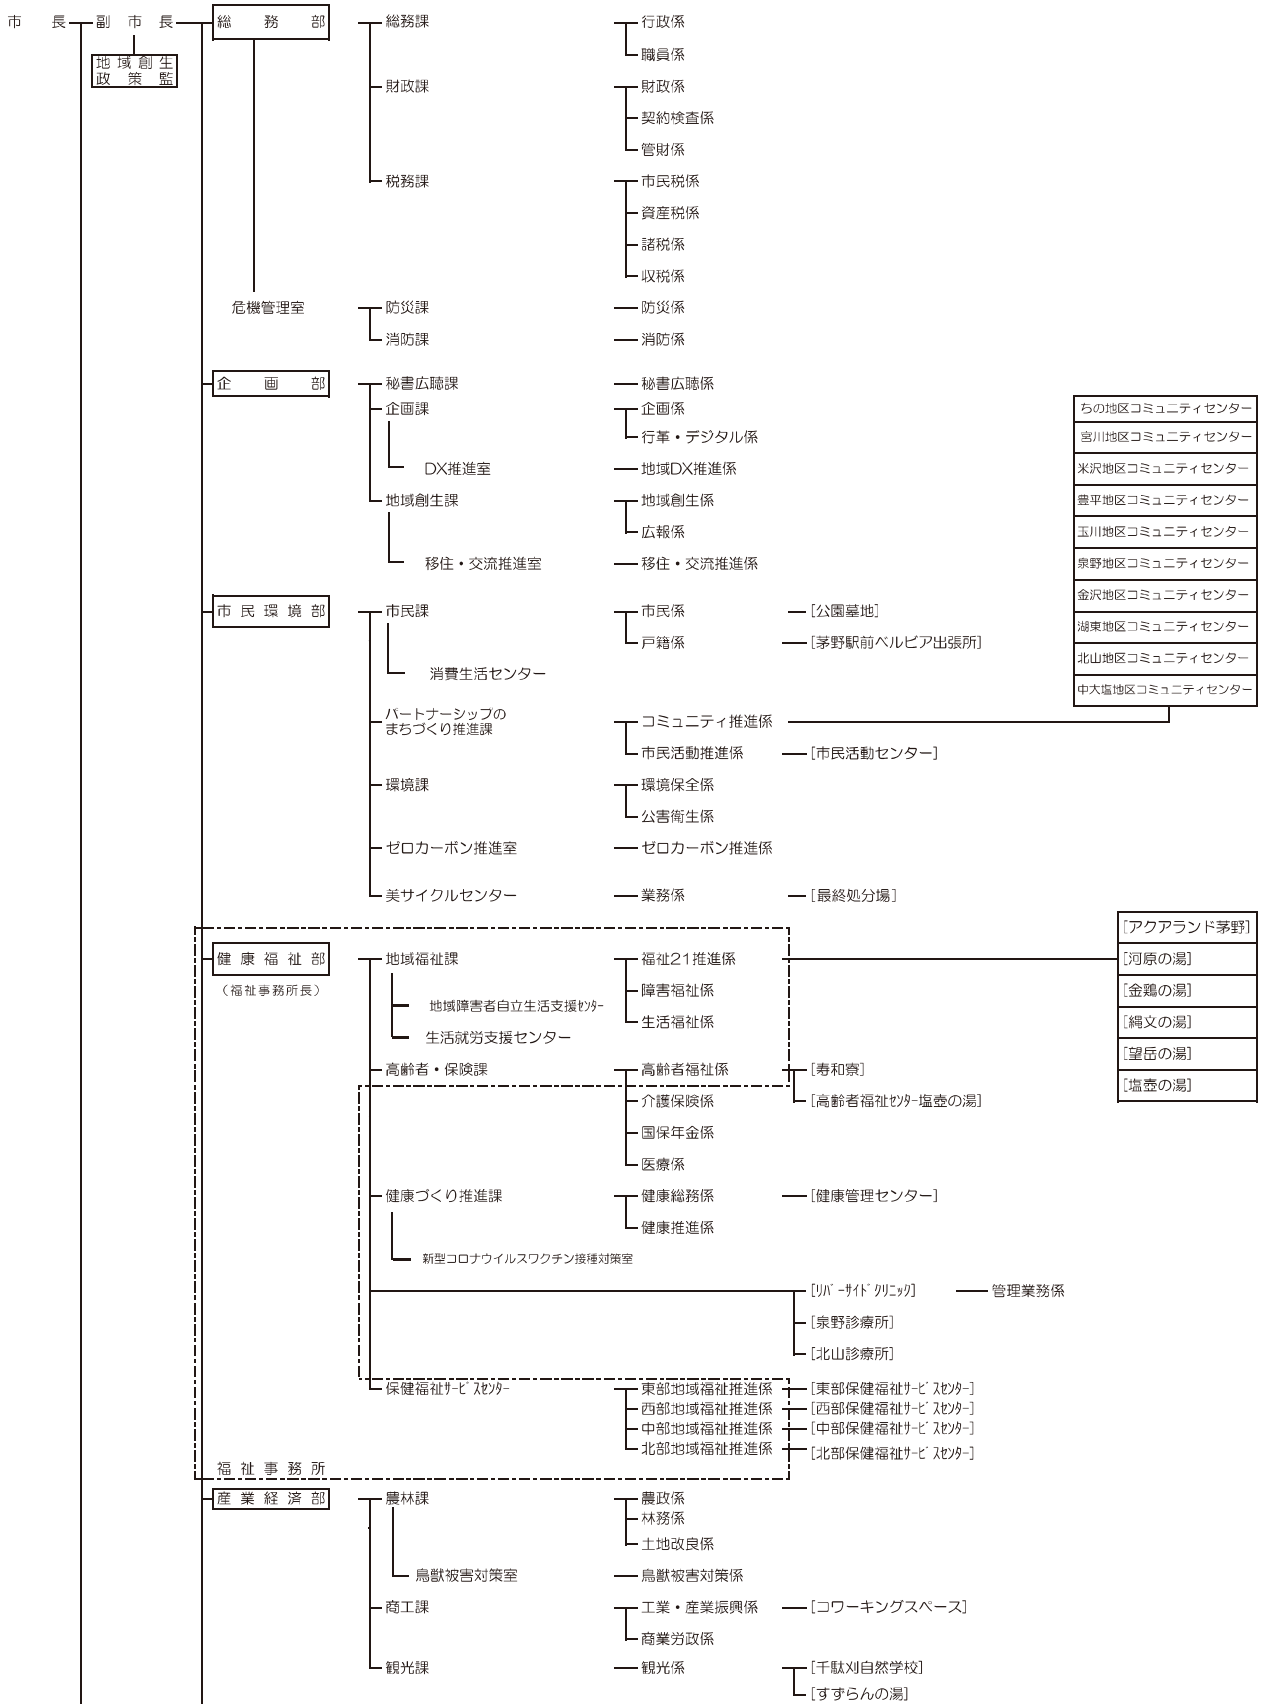 市長 副市長 総務部 総務課 行政係
地域創生
政策監
職員係
財政課 財政係
契約検査係
管財係
税務課 市民税係
資産税係
諸税係
収税係
危機管理室 防災課 防災係
消防課 消防係
企画部 秘書広聴課 秘書広聴係
企画課 企画係
行革・デジタル係
DX推進室 地域DX推進係
地域創生課 地域創生係
広報係
移住・交流推進室 移住・交流推進係
ちの地区コミュニティセンター
宮川地区コミュニティセンター
米沢地区コミュニティセンター
豊平地区コミュニティセンター
玉川地区コミュニティセンター
泉野地区コミュニティセンター
金沢地区コミュニティセンター
湖東地区コミュニティセンター
北山地区コミュニティセンター
中大塩地区コミュニティセンター
市民環境部 市民課 市民係 [公園墓地]
戸籍係 [茅野駅前ベルビア出張所]
消費生活センター
パートナーシップの
まちづくり推進課
コミュニティ推進係
市民活動推進係 [市民活動センター]
環境課 環境保全係
公害衛生係
ゼロカーボン推進室 ゼロカーボン推進係
美サイクルセンター 業務係 [最終処分場]
健康福祉部 地域福祉課 福祉21推進係
(福祉事務所長)
障害福祉係
地域障害者自立生活支援ｾﾝﾀｰ
生活福祉係
生活就労支援センター
[アクアランド茅野]
[河原の湯]
[金鶏の湯]
[縄文の湯]
[望岳の湯]
[塩壺の湯]
高齢者・保険課 高齢者福祉係 [寿和寮]
介護保険係 [高齢者福祉ｾﾝﾀｰ塩壺の湯]
国保年金係
医療係
健康づくり推進課 健康総務係 [健康管理センター]
健康推進係
新型コロナウイルスワクチン接種対策室
[ﾘﾊﾞｰｻｲﾄﾞｸﾘﾆｯｸ] 管理業務係
[泉野診療所]
[北山診療所]
保健福祉ｻｰﾋﾞｽｾﾝﾀｰ 東部地域福祉推進係 [東部保健福祉ｻｰﾋﾞｽｾﾝﾀｰ]
西部地域福祉推進係 [西部保健福祉ｻｰﾋﾞｽｾﾝﾀｰ]
中部地域福祉推進係 [中部保健福祉ｻｰﾋﾞｽｾﾝﾀｰ]
北部地域福祉推進係 [北部保健福祉ｻｰﾋﾞｽｾﾝﾀｰ]
福祉事務所
産業経済部 農林課 農政係
林務係
土地改良係
鳥獣被害対策室 鳥獣被害対策係
商工課 工業・産業振興係 [コワーキングスペース]
商業労政係
観光課 観光係 [千駄刈自然学校]
[すずらんの湯]